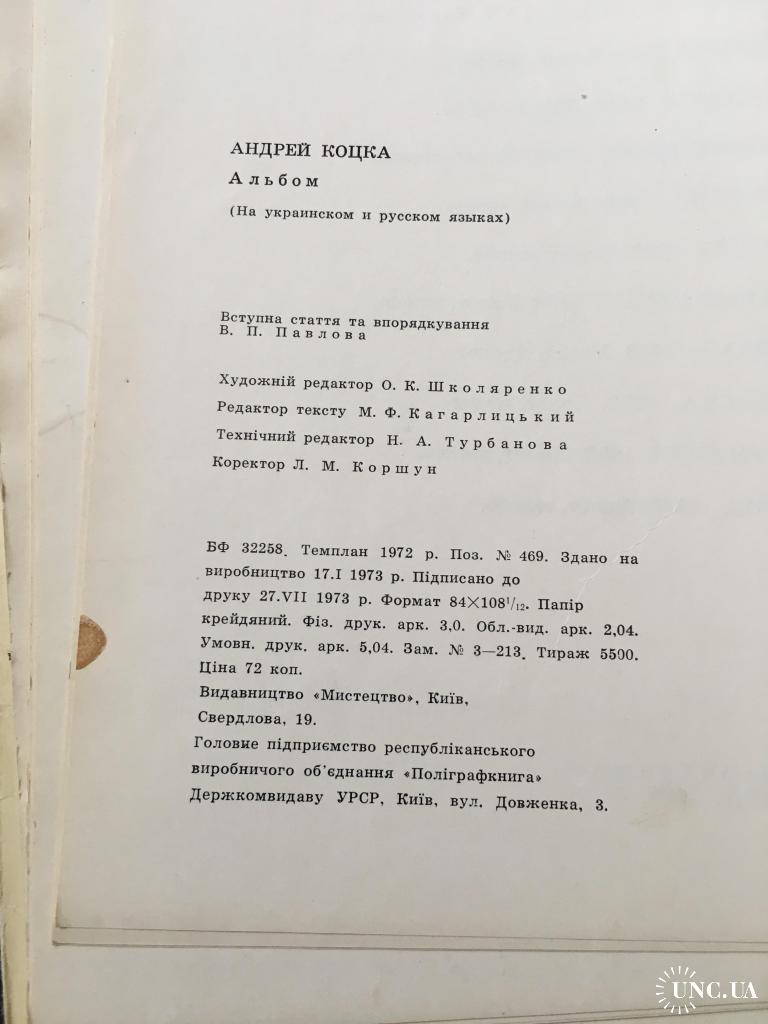 АНДРЕЙ КОЦКА
Альбом
(На украинском и русском языках)
Вступна стаття та впорядкування
В. П. Павлова
Художній редактор О. К. Школяренко
Редактор тексту М. Ф. Кагарлицький
Технічний редактор Н. А. Турбанова
Коректор Л. М. Коршун
БФ 32258. Темплан 1972 р. Поз. № 469. Здано на
виробництво 17.I 1973 р. Підписано до
друку 27.VII 1973 р. Формат 84×108¹/₁₂. Папір
крейдяний. Фіз. друк. арк. 3,0. Обл.-вид. арк. 2,04.
Умовн. друк. арк. 5,04. Зам. № 3—213. Тираж 5500.
Ціна 72 коп.
Видавництво «Мистецтво», Київ,
Свердлова, 19.
Головне підприємство республіканського
виробничого об'єднання «Поліграфкнига»
Держкомвидаву УРСР, Київ, вул. Довженка, 3.
UNC.UA